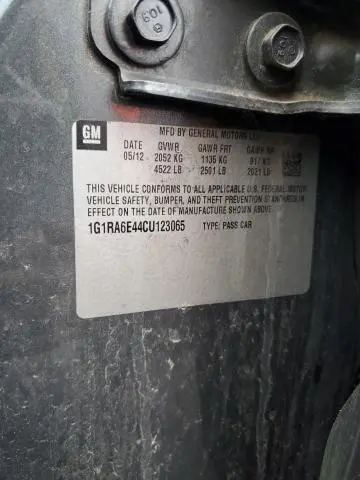 10.9
GM
MFD BY GENERAL MOTORS LLC
DATE GVWR GAWR FRT GAWR RR
05/12 2052 KG 1135 KG 917 KG
4522 LB 2501 LB 2021 LB
THIS VEHICLE CONFORMS TO ALL APPLICABLE U.S. FEDERAL MOTOR
VEHICLE SAFETY, BUMPER, AND THEFT PREVENTION STANDARDS IN
EFFECT ON THE DATE OF MANUFACTURE SHOWN ABOVE.
1G1RA6E44CU123065 TYPE: PASS CAR